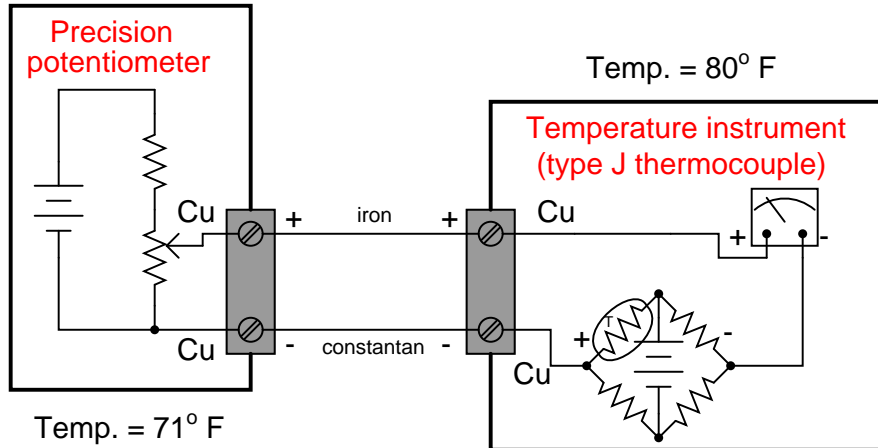 Precision
potentiometer
Temp. = 80° F
Temperature instrument
(type J thermocouple)
Cu
+
iron
+
Cu
+
-
T
+
-
Cu
-
constantan
-
Cu
Temp. = 71° F